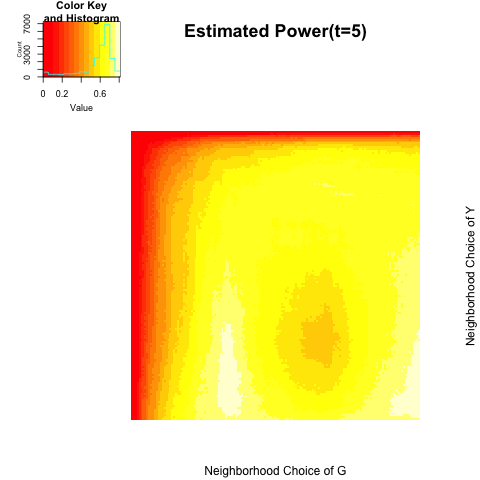 Color Key
and Histogram
Estimated Power(t=5)
Count
0 3000 7000
0 0.2 0.6
Value
Neighborhood Choice of Y
Neighborhood Choice of G